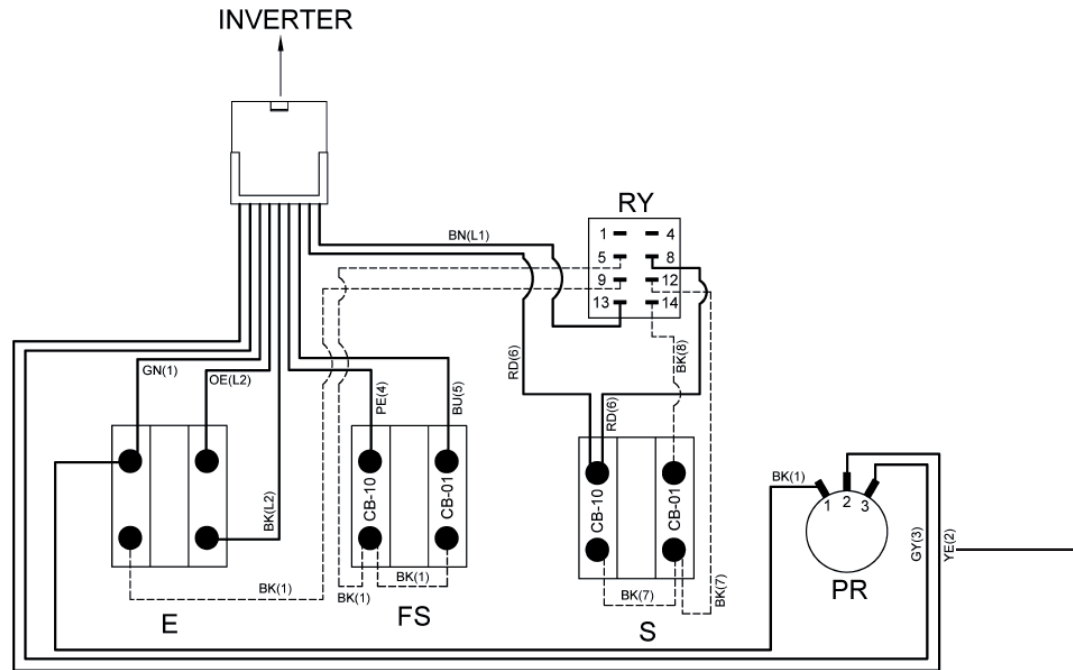 INVERTER
RY
1
4
5
8
9
12
13
14
BN(L1)
GN(1)
OE(L2)
BK(L2)
PE(4)
BU(5)
RD(6)
RD(6)
BK(8)
CB-10
CB-01
CB-10
CB-01
BK(1)
BK(1)
BK(1)
BK(7)
BK(7)
BK(1)
1
2
3
GY(3)
YE(2)
E
FS
S
PR